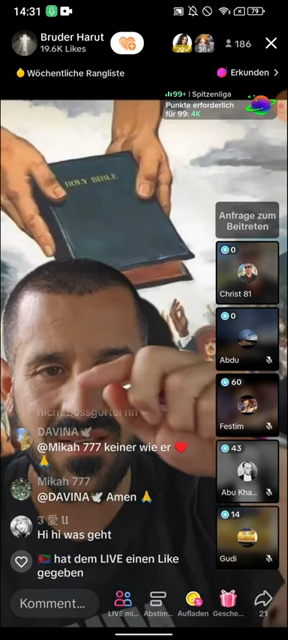 14:31
79
Bruder Harut
19.6K Likes
20+
20+
186
Wöchentliche Rangliste
Erkunden >
99+ | Spitzenliga
Punkte erforderlich
für 99: 4K
HOLY BIBLE
Anfrage zum
Beitreten
0
Christ 81
0
Abdu
60
Festim
43
Abu Kha...
14
Gudi
DAVINA🕊
@Mikah 777 keiner wie er ❤️
🙏
Mikah 777
@DAVINA🕊 Amen 🙏
Hi hi was geht
🇪🇷 hat dem LIVE einen Like
gegeben
Komment...
LIVE mi...
Abstim...
Aufladen
Gesche...
21